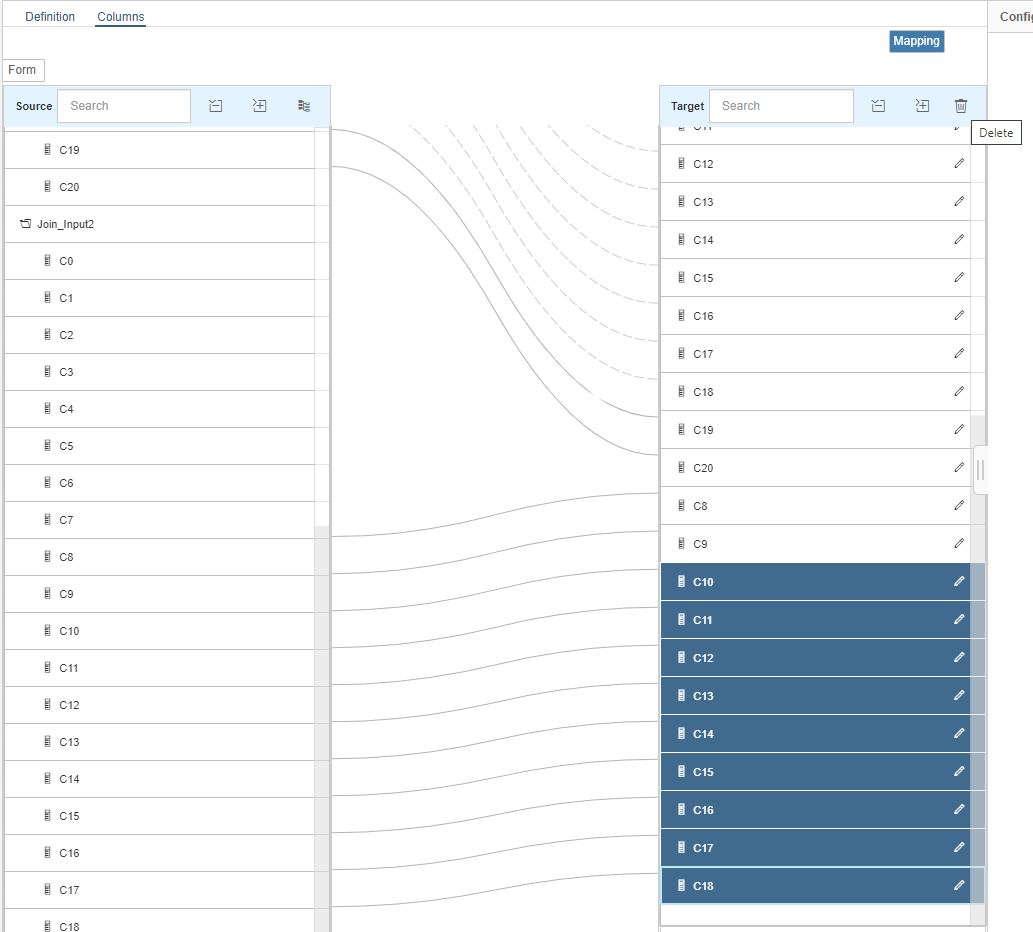 Definition Columns
Config
Mapping
Form
Source Search
Target Search
Delete
C19
C20
Join_Input2
C0
C1
C2
C3
C4
C5
C6
C7
C8
C9
C10
C11
C12
C13
C14
C15
C16
C17
C18
C11
C12
C13
C14
C15
C16
C17
C18
C19
C20
C8
C9
C10
C11
C12
C13
C14
C15
C16
C17
C18